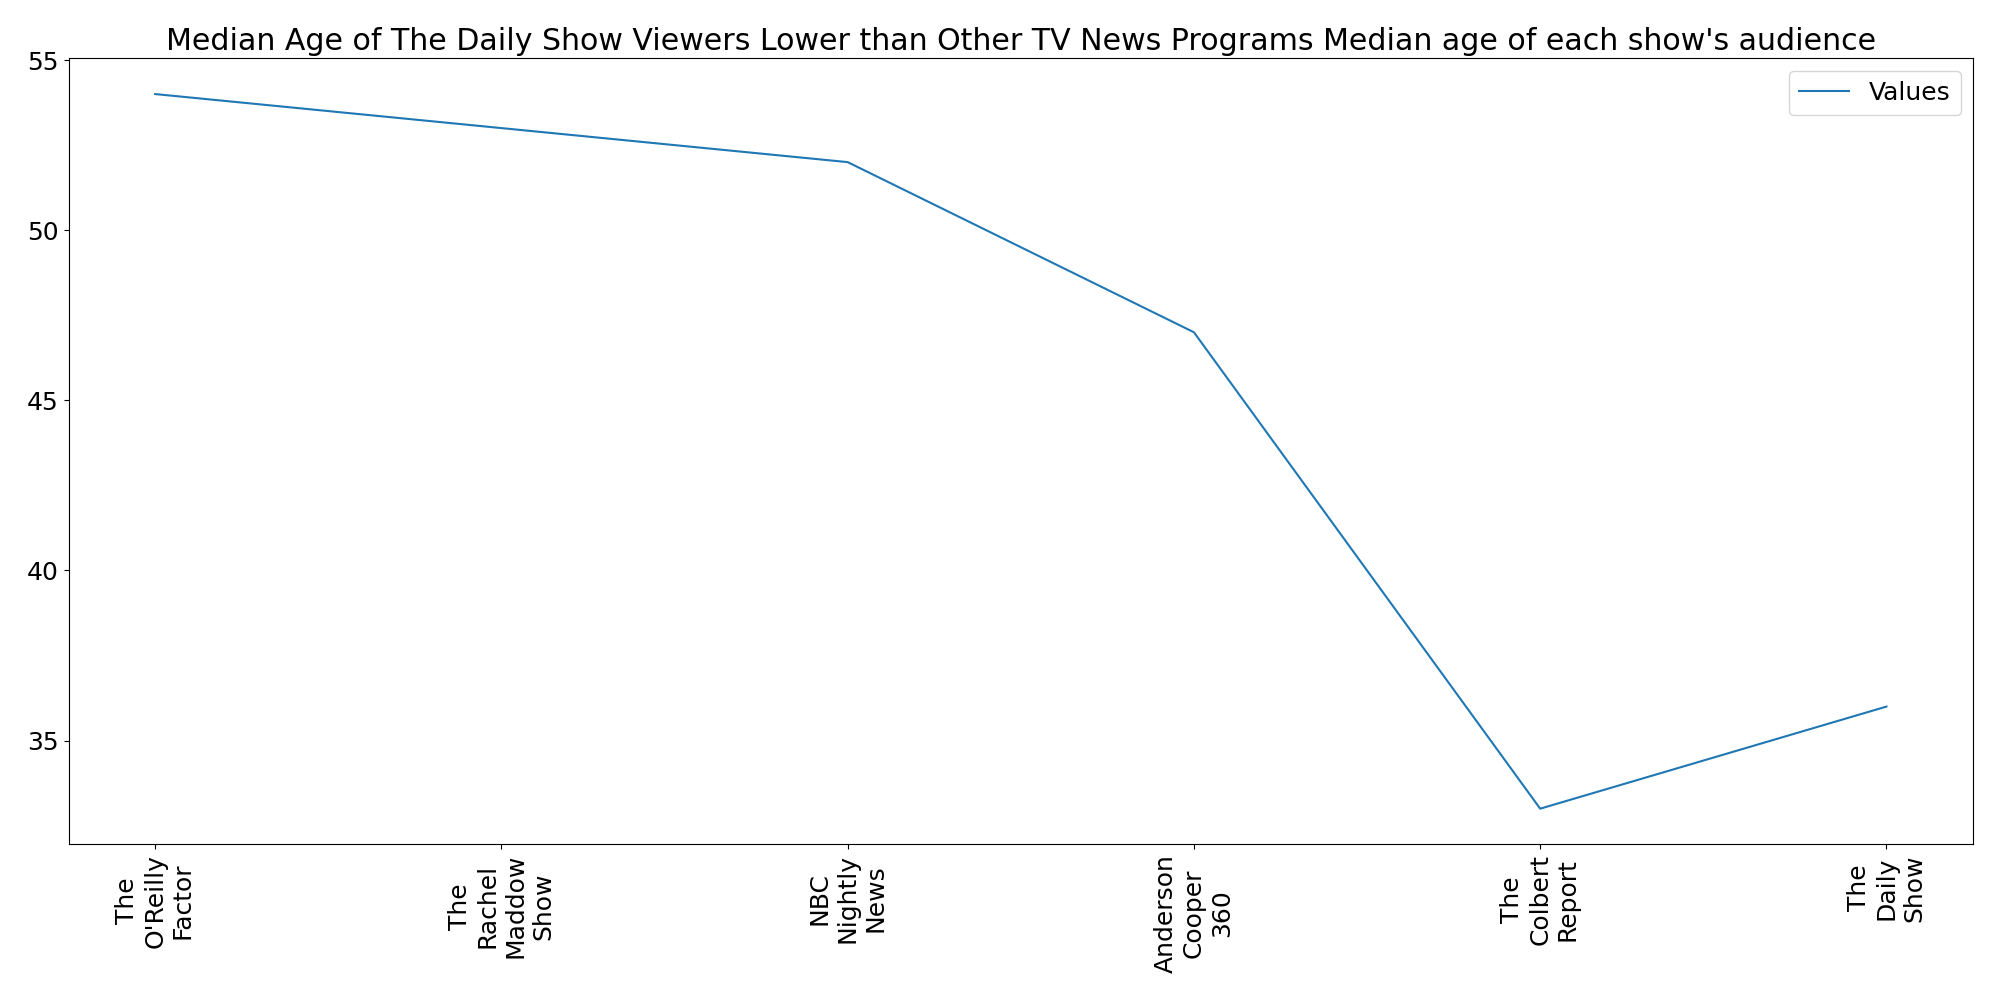 Median Age of The Daily Show Viewers Lower than Other TV News Programs Median age of each show's audience
Values
55
50
45
40
35
The
O'Reilly
Factor
The
Rachel
Maddow
Show
NBC
Nightly
News
Anderson
Cooper
360
The
Colbert
Report
The
Daily
Show